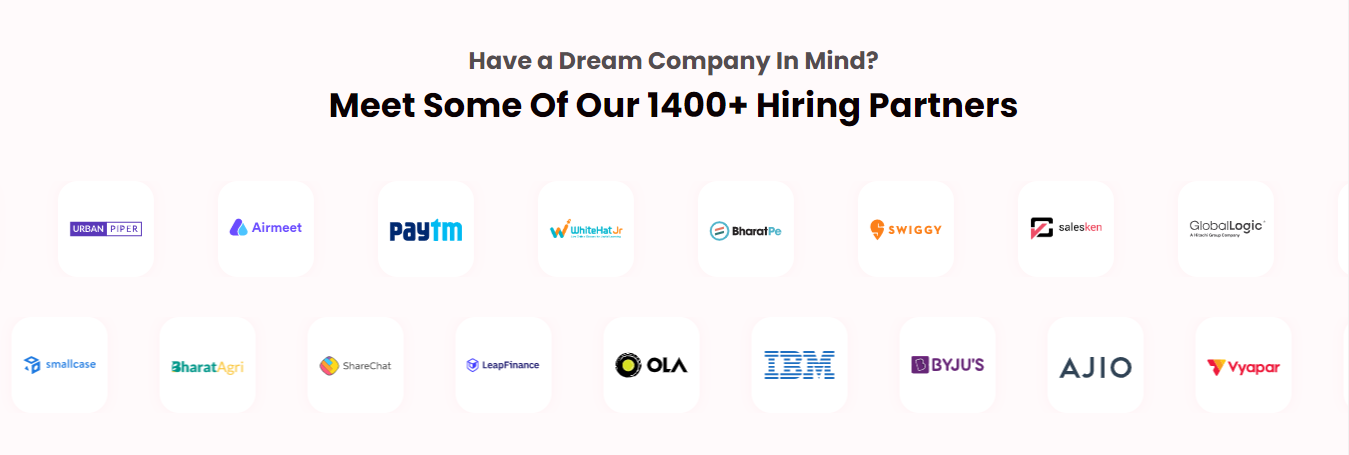 Have a Dream Company In Mind?
Meet Some Of Our 1400+ Hiring Partners
URBAN PIPER
Airmeet
paytm
WhiteHat Jr
BharatPe
SWIGGY
salesken
GlobalLogic
A Hitachi Group Company
smallcase
BharatAgri
ShareChat
LeapFinance
OLA
IBM
BYJU'S
AJIO
Vyapar